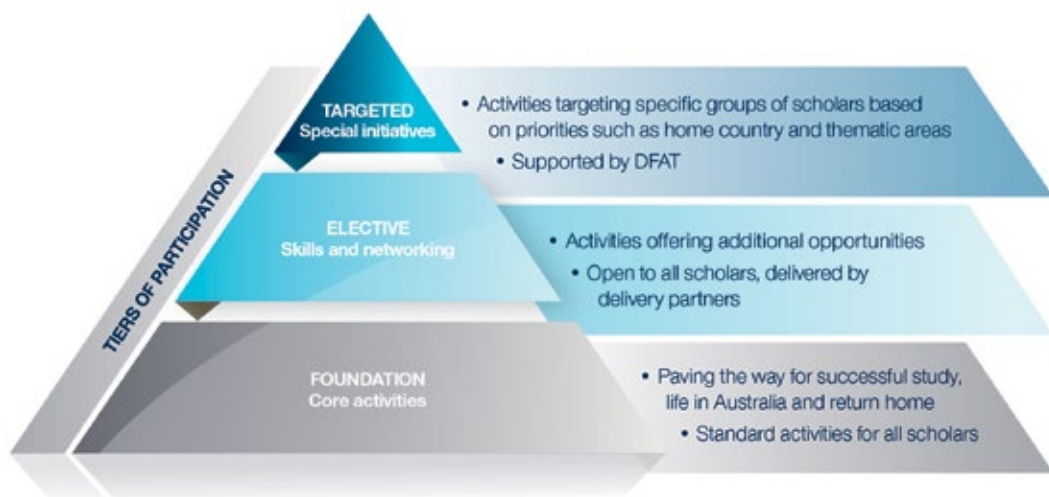 TIERS OF PARTICIPATION
TARGETED
Special initiatives
• Activities targeting specific groups of scholars based
on priorities such as home country and thematic areas
• Supported by DFAT
ELECTIVE
Skills and networking
• Activities offering additional opportunities
• Open to all scholars, delivered by
delivery partners
FOUNDATION
Core activities
• Paving the way for successful study,
life in Australia and return home
• Standard activities for all scholars